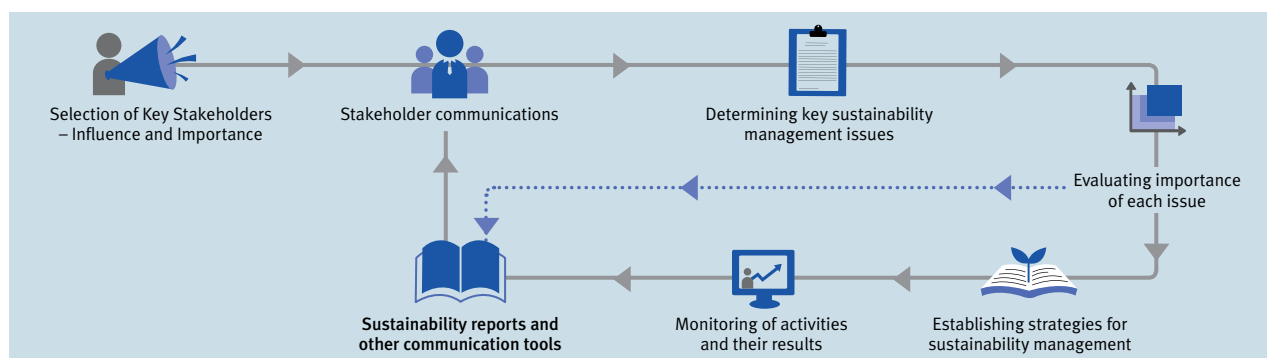 Selection of Key Stakeholders
– Influence and Importance
Stakeholder communications
Determining key sustainability
management issues
Evaluating importance
of each issue
Sustainability reports and
other communication tools
Monitoring of activities
and their results
Establishing strategies for
sustainability management